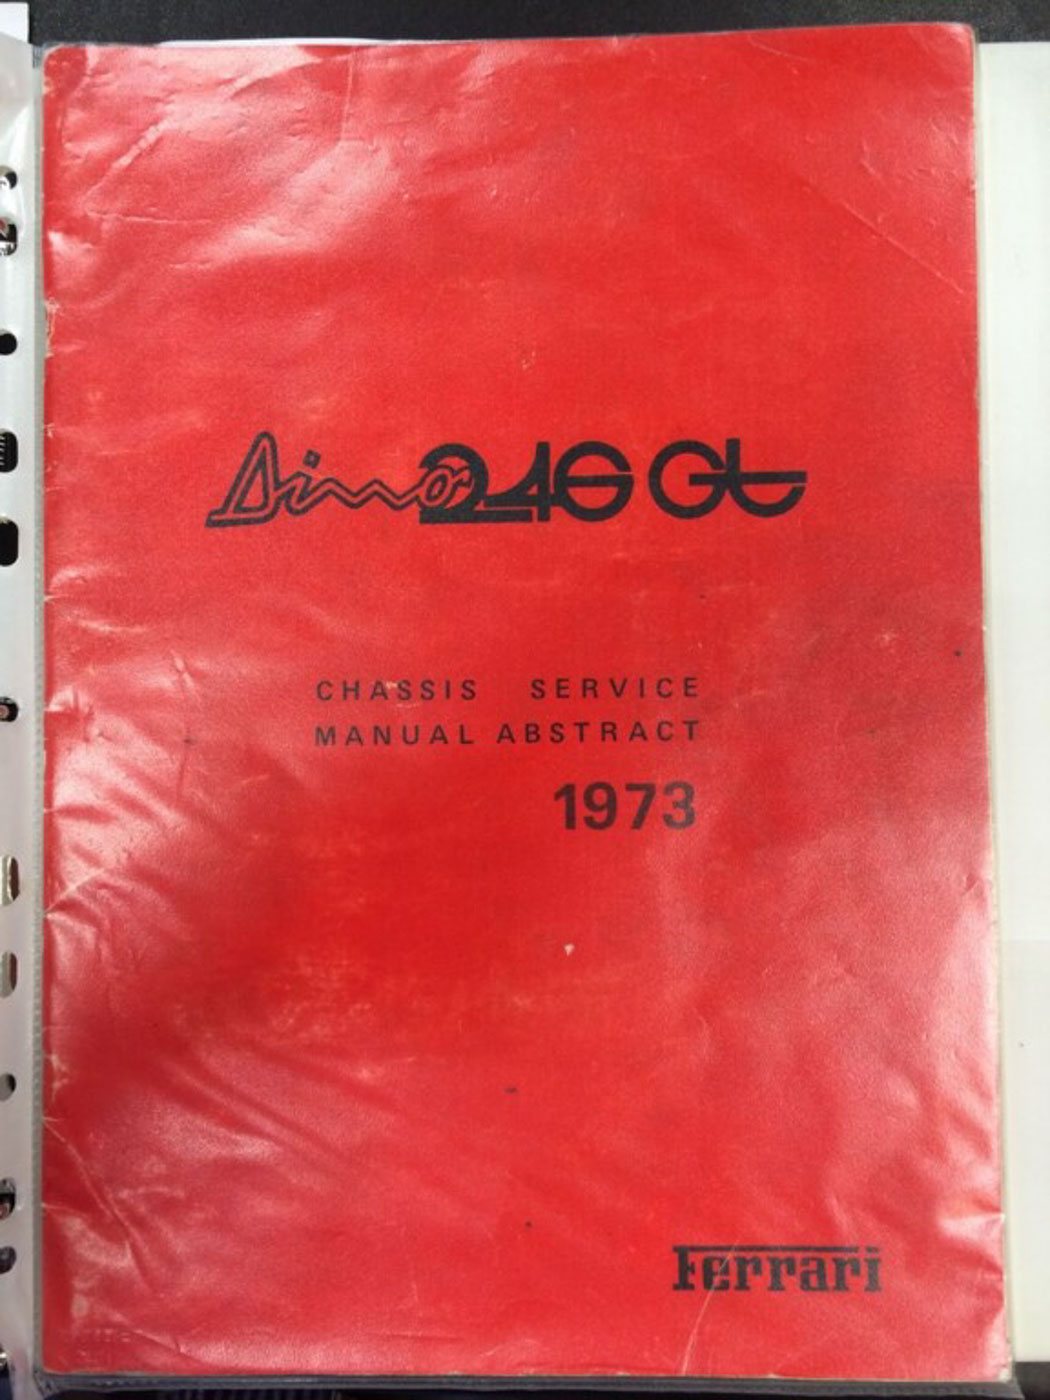 Dino 246 Gt
CHASSIS SERVICE
MANUAL ABSTRACT
1973
Ferrari